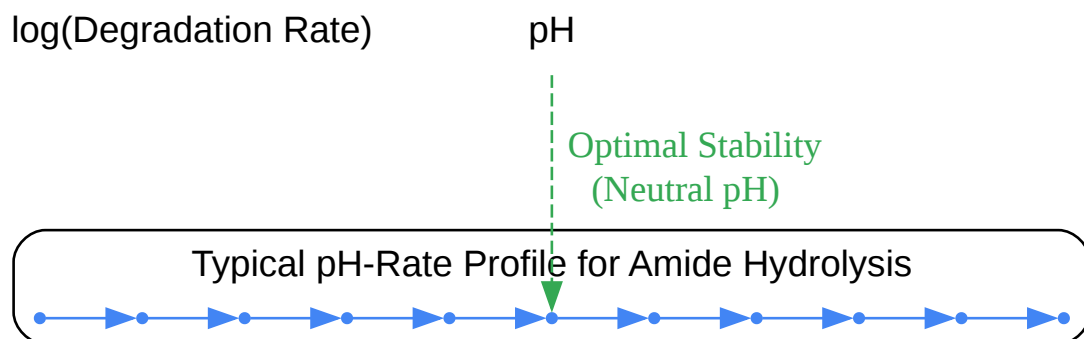 log(Degradation Rate)
pH
Optimal Stability
(Neutral pH)
Typical pH-Rate Profile for Amide Hydrolysis